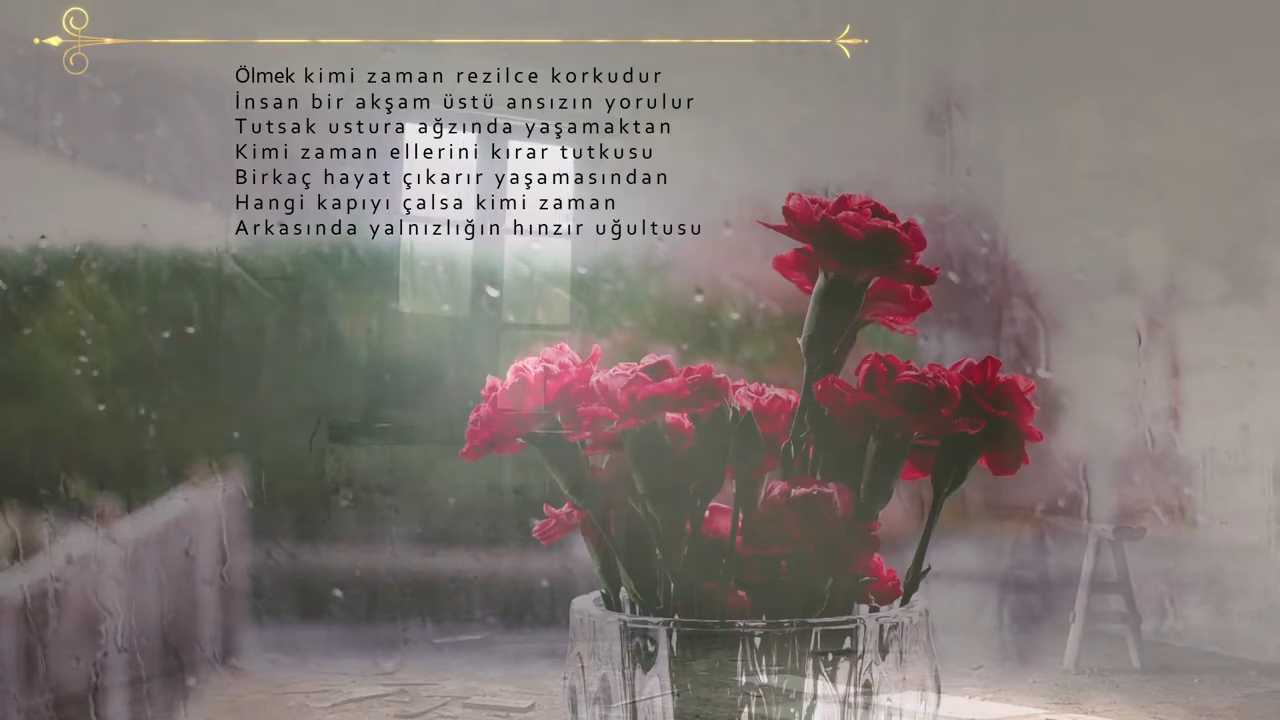 Ölmek kimi zaman rezilce korkudur
İnsan bir akşam üstü ansızın yorulur
Tutsak ustura ağzında yaşamaktan
Kimi zaman ellerini kırar tutkusu
Birkaç hayat çıkarır yaşamasından
Hangi kapıyı çalsa kimi zaman
Arkasında yalnızlığın hınzır uğultusu